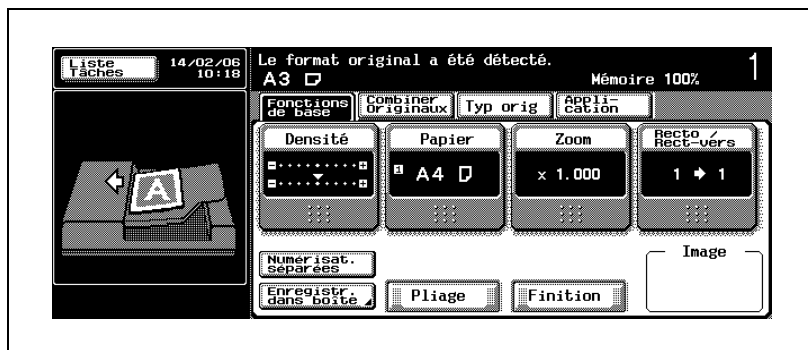 Liste
Tâches
14/02/06
10:18
Le format original a été détecté.
A3
Mémoire 100%
1
Fonctions
de base
Combiner
Originaux
Typ orig
Appli-
cation
Densité
Papier
Zoom
Recto /
Rect-vers
1 A4
× 1.000
1 → 1
A
Numérisat.
séparées
Image
Enregistr.
dans boîte
Pliage
Finition